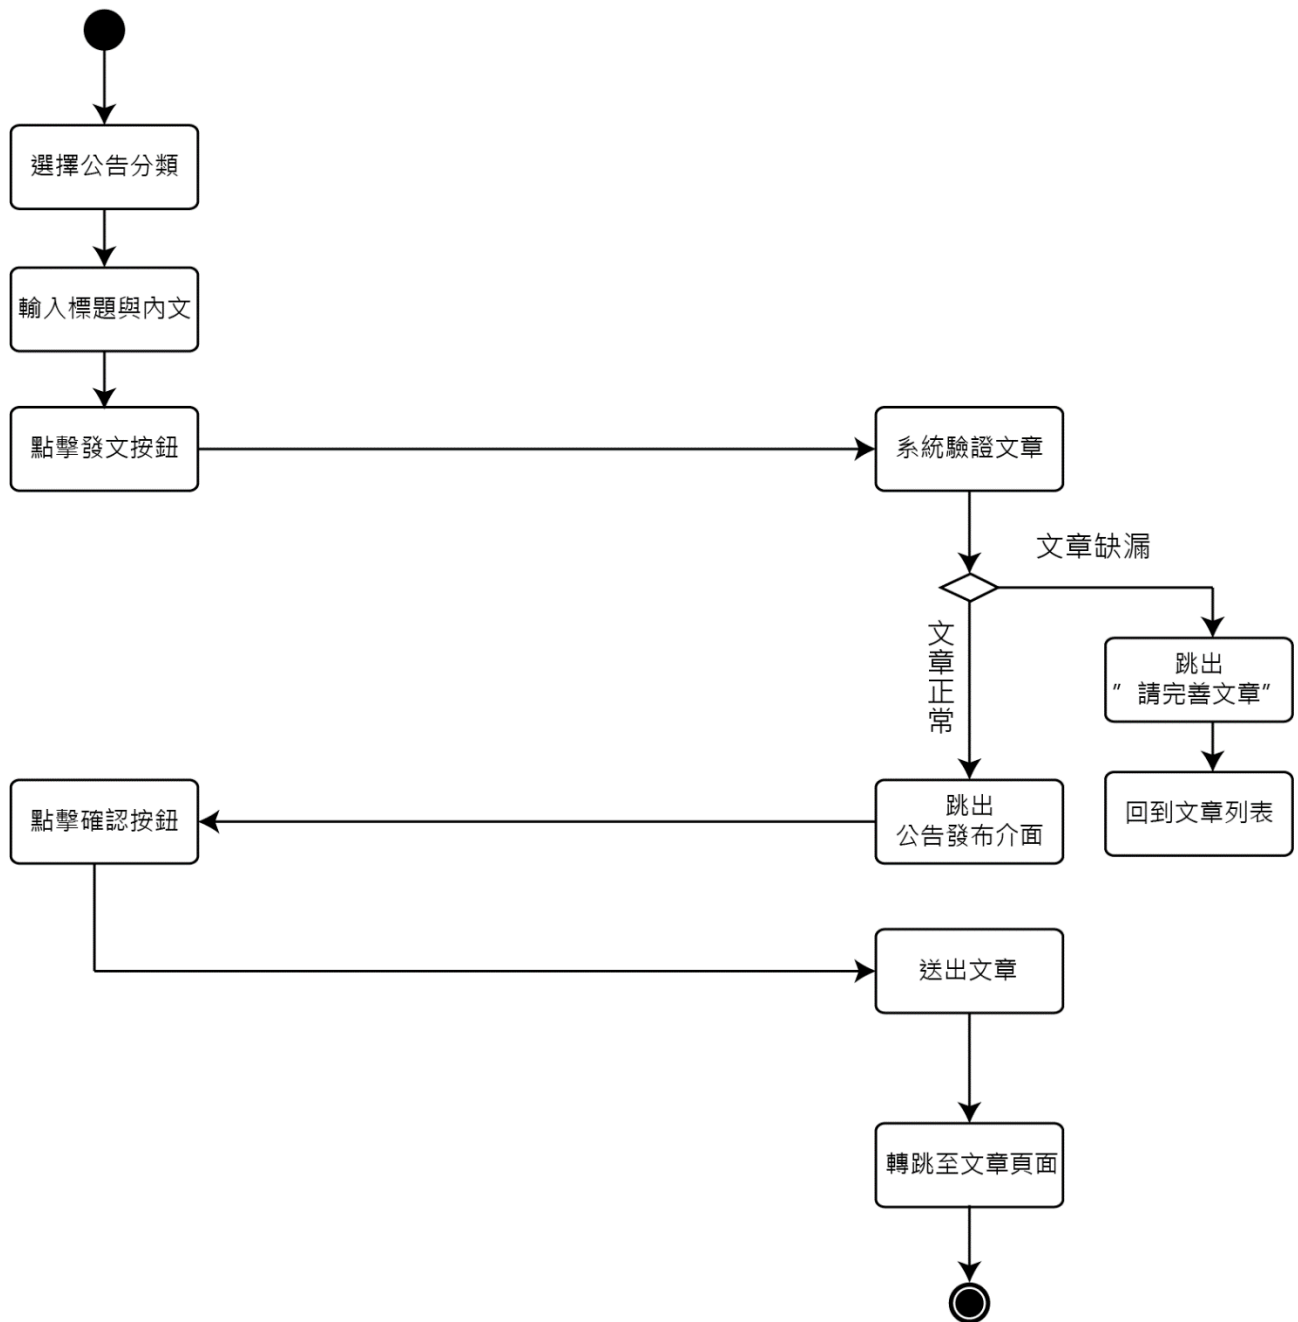 選擇公告分類
輸入標題與內文
點擊發文按鈕
系統驗證文章
文章缺漏
文章正常
跳出
”請完善文章”
回到文章列表
跳出
公告發布介面
點擊確認按鈕
送出文章
轉跳至文章頁面